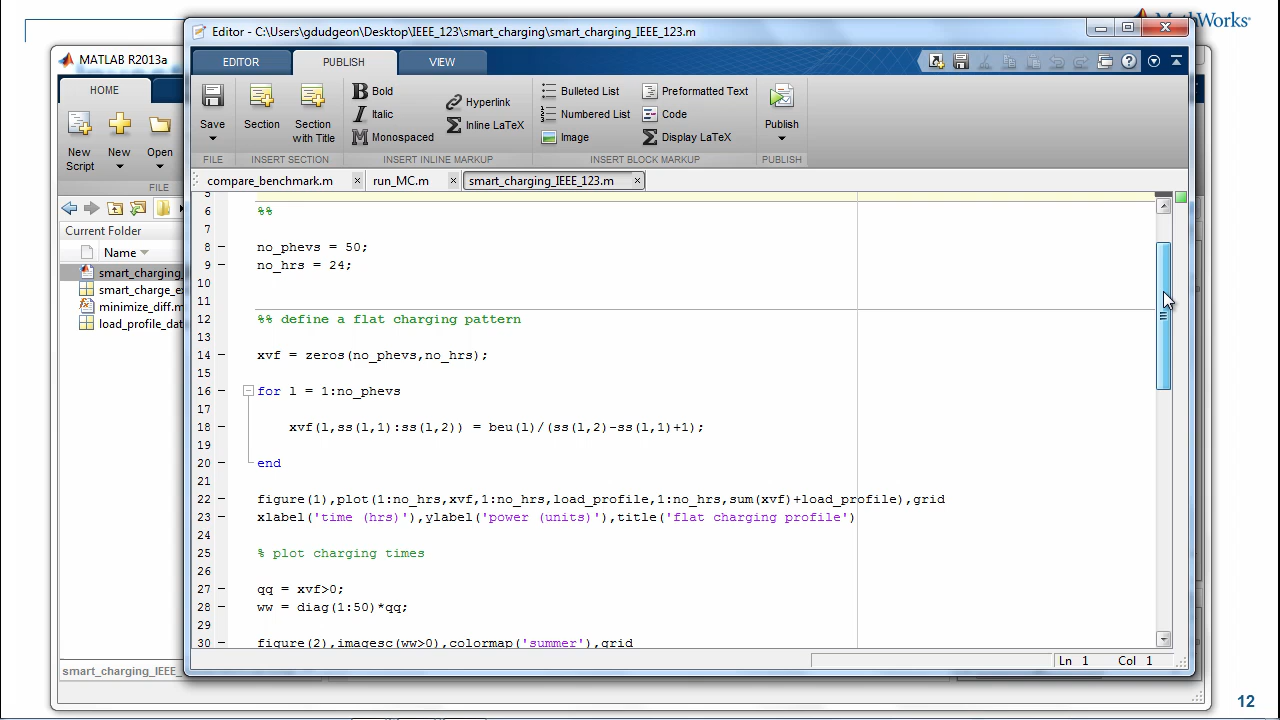 MathWorks®
Editor - C:\Users\gdudgeon\Desktop\IEEE_123\smart_charging\smart_charging_IEEE_123.m
MATLAB R2013a
EDITOR PUBLISH VIEW
HOME
Save
Section
Section with Title
Bold
Italic
Monospaced
Hyperlink
Inline LaTeX
Bulleted List
Numbered List
Image
Preformatted Text
Code
Display LaTeX
Publish
FILE INSERT SECTION INSERT INLINE MARKUP INSERT BLOCK MARKUP PUBLISH
New Script
New
Open
FILE
compare_benchmark.m run_MC.m smart_charging_IEEE_123.m
Current Folder
Name
smart_charging_
smart_charge_ex
minimize_diff.m
load_profile_dat
5
6 %%
7
8 no_phevs = 50;
9 no_hrs = 24;
10
11
12 %% define a flat charging pattern
13
14 xvf = zeros(no_phevs,no_hrs);
15
16 for l = 1:no_phevs
17
18 xvf(l,ss(l,1):ss(l,2)) = beu(l)/(ss(l,2)-ss(l,1)+1);
19
20 end
21
22 figure(1),plot(1:no_hrs,xvf,1:no_hrs,load_profile,1:no_hrs,sum(xvf)+load_profile),grid
23 xlabel('time (hrs)'),ylabel('power (units)'),title('flat charging profile')
24
25 % plot charging times
26
27 qq = xvf>0;
28 ww = diag(1:50)*qq;
29
30 figure(2),imagesc(ww>0),colormap('summer'),grid
smart_charging_IEEE_
Ln 1 Col 1
12